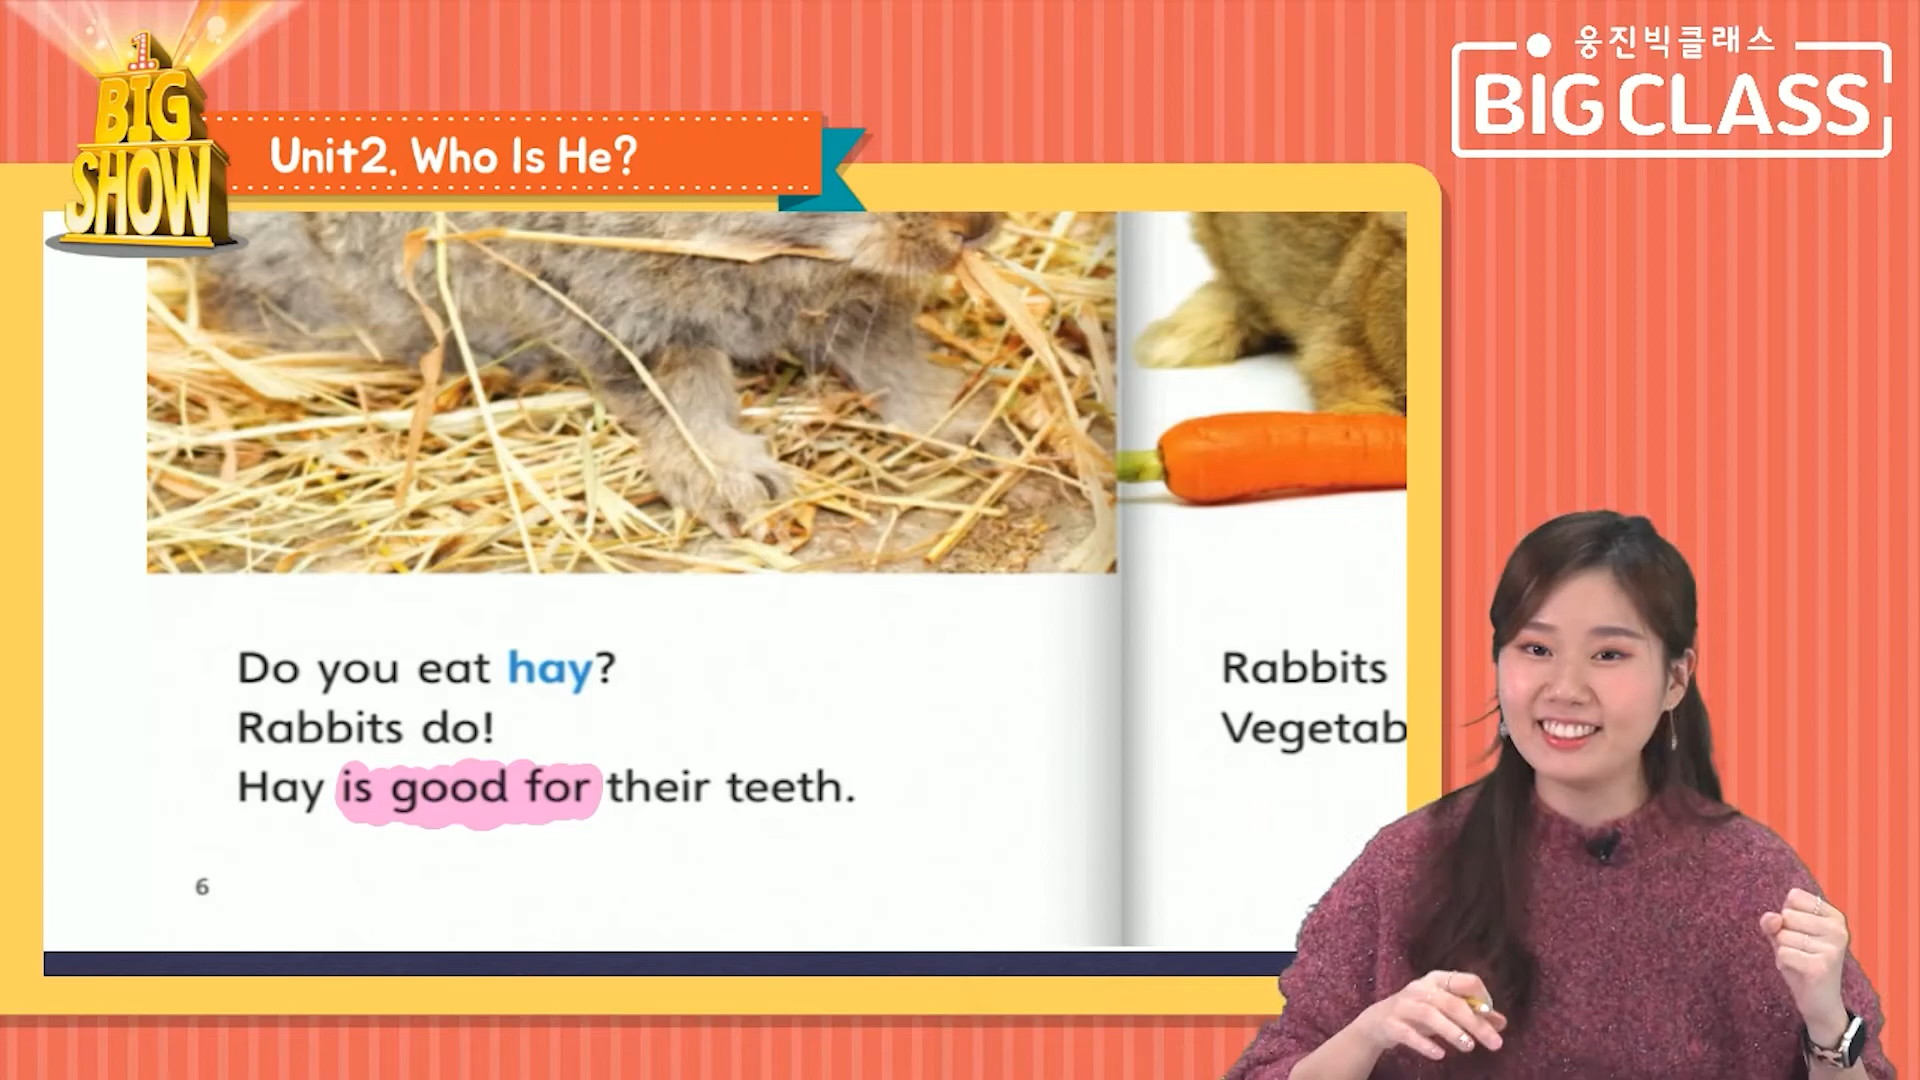 1
BIG
SHOW
Unit2. Who Is He?
웅진빅클래스
BIG CLASS
Do you eat hay?
Rabbits do!
Hay is good for their teeth.
6
Rabbits
Vegetab